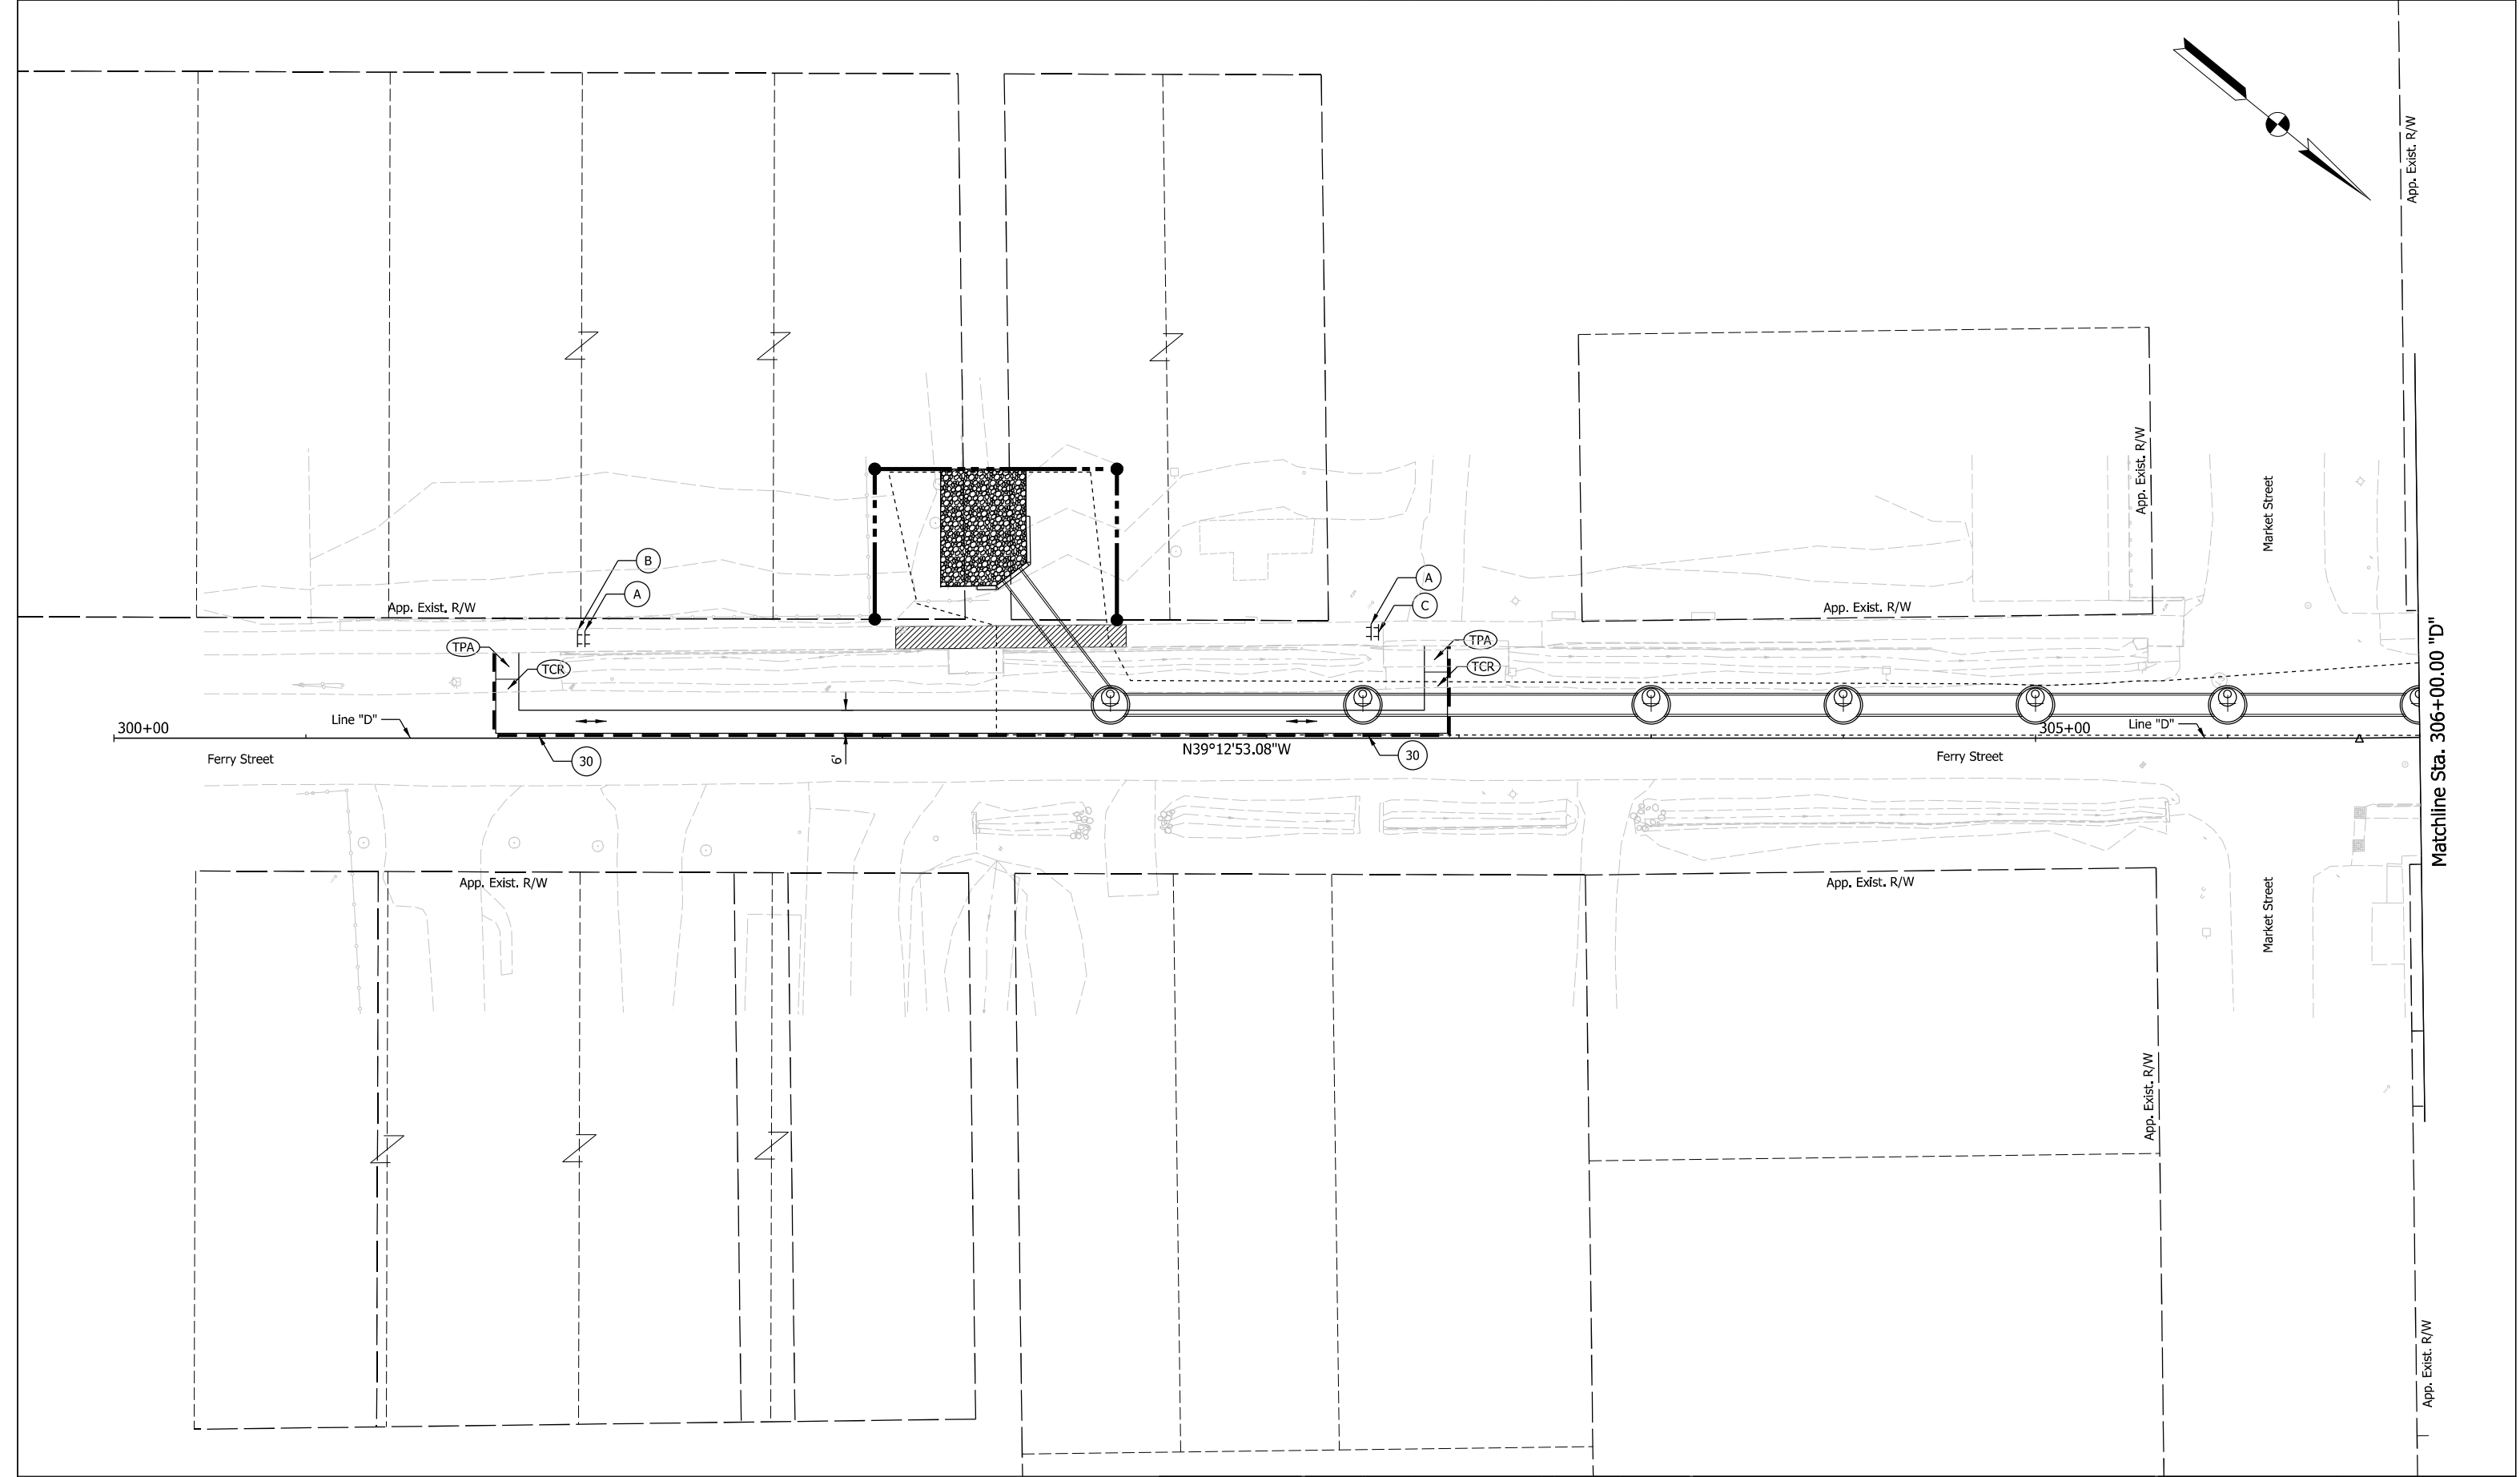 App. Exist. R/W
B
A
A
C
App. Exist. R/W
App. Exist. R/W
App. Exist. R/W
Market Street
TPA
TCR
TPA
TCR
300+00
Line "D"
Ferry Street
30
6'
N39°12'53.08"W
30
305+00
Line "D"
Ferry Street
Matchline Sta. 306+00.00 "D"
App. Exist. R/W
App. Exist. R/W
Market Street
App. Exist. R/W
App. Exist. R/W